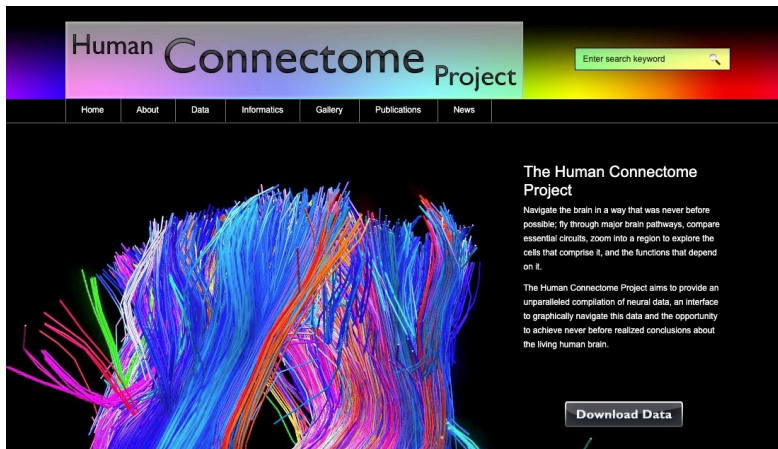 Human Connectome Project
Enter search keyword
Home About Data Informatics Gallery Publications News
The Human Connectome
Project
Navigate the brain in a way that was never before
possible; fly through major brain pathways, compare
essential circuits, zoom into a region to explore the
cells that comprise it, and the functions that depend
on it.
The Human Connectome Project aims to provide an
unparalleled compilation of neural data, an interface
to graphically navigate this data and the opportunity
to achieve never before realized conclusions about
the living human brain.
Download Data